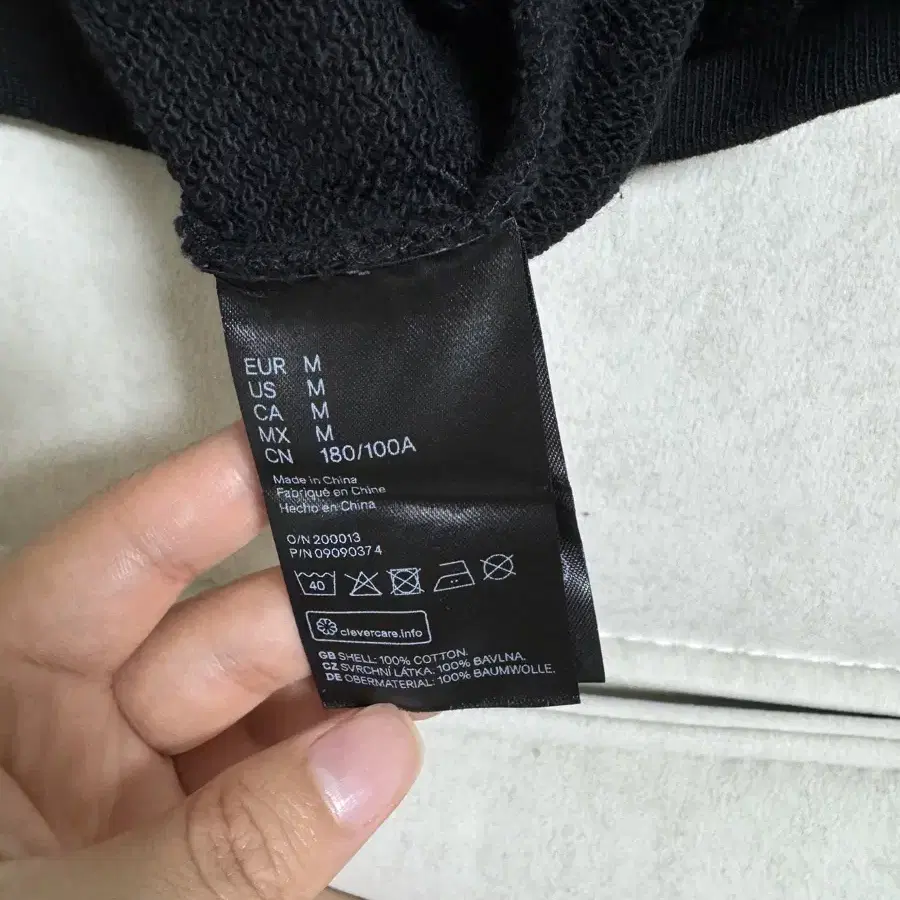 EUR M
US M
CA M
MX M
CN 180/100A
Made in China
Fabriqué en Chine
Hecho en China
O/N 200013
P/N 09090374
40
clevercare.info
GB SHELL: 100% COTTON.
CZ SVRCHNÍ LÁTKA: 100% BAVLNA.
DE OBERMATERIAL: 100% BAUMWOLLE.